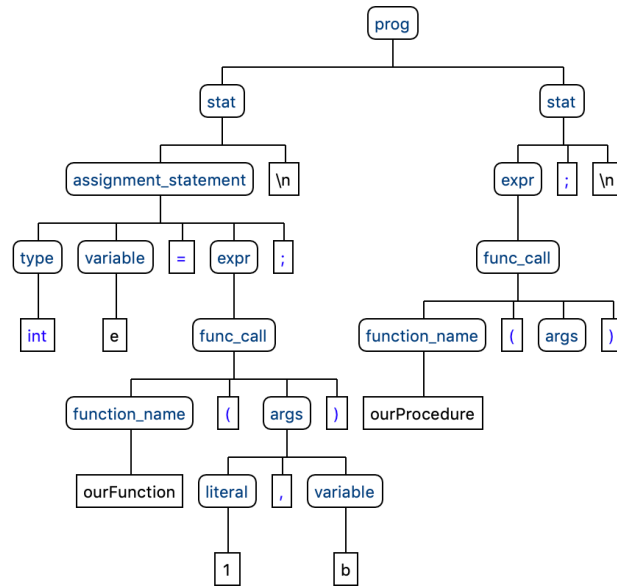 prog
stat stat
assignment_statement \n expr ; \n
type variable = expr ; func_call
int e func_call function_name ( args )
function_name ( args ) ourProcedure
ourFunction literal , variable
1 b